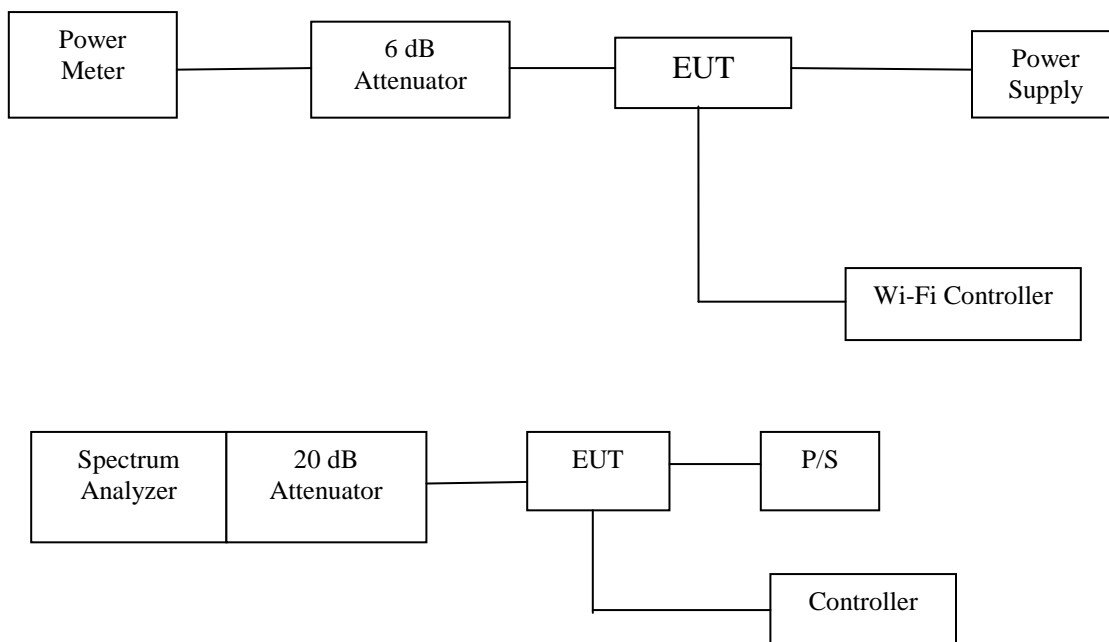 Power
Meter
6 dB
Attenuator
EUT
Power
Supply
Wi-Fi Controller
Spectrum
Analyzer
20 dB
Attenuator
EUT
P/S
Controller